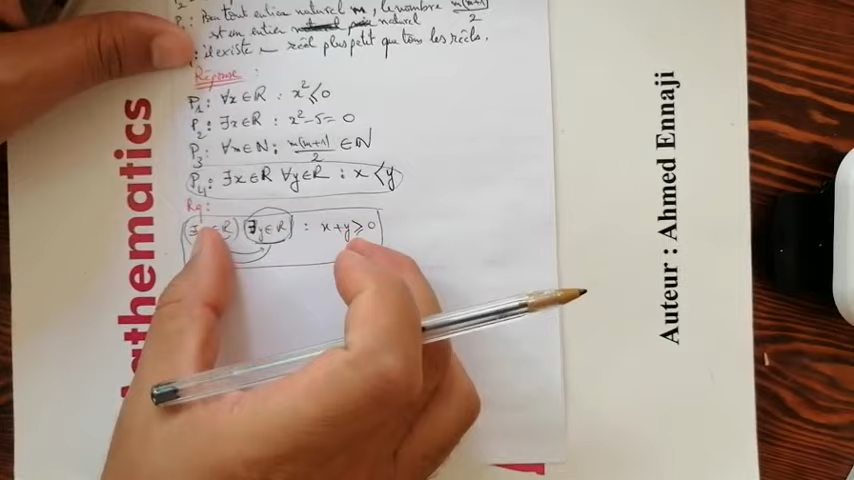 P₃: Pour tout entier naturel n, le nombre n(n+1)/2
est un entier naturel
: il existe un réel plus petit que tous les réels.
Réponse :
P₁: ∀x∈ℝ : x²≤0
P₂: ∃x∈ℝ : x²-5=0
P₃: ∀n∈ℕ; n(n+1)/2 ∈ℕ
P₄: ∃x∈ℝ ∀y∈ℝ : x<y
Rq:
∈ℝ) (∃y∈ℝ) : x+y≥0
thematics
Auteur : Ahmed Ennaji